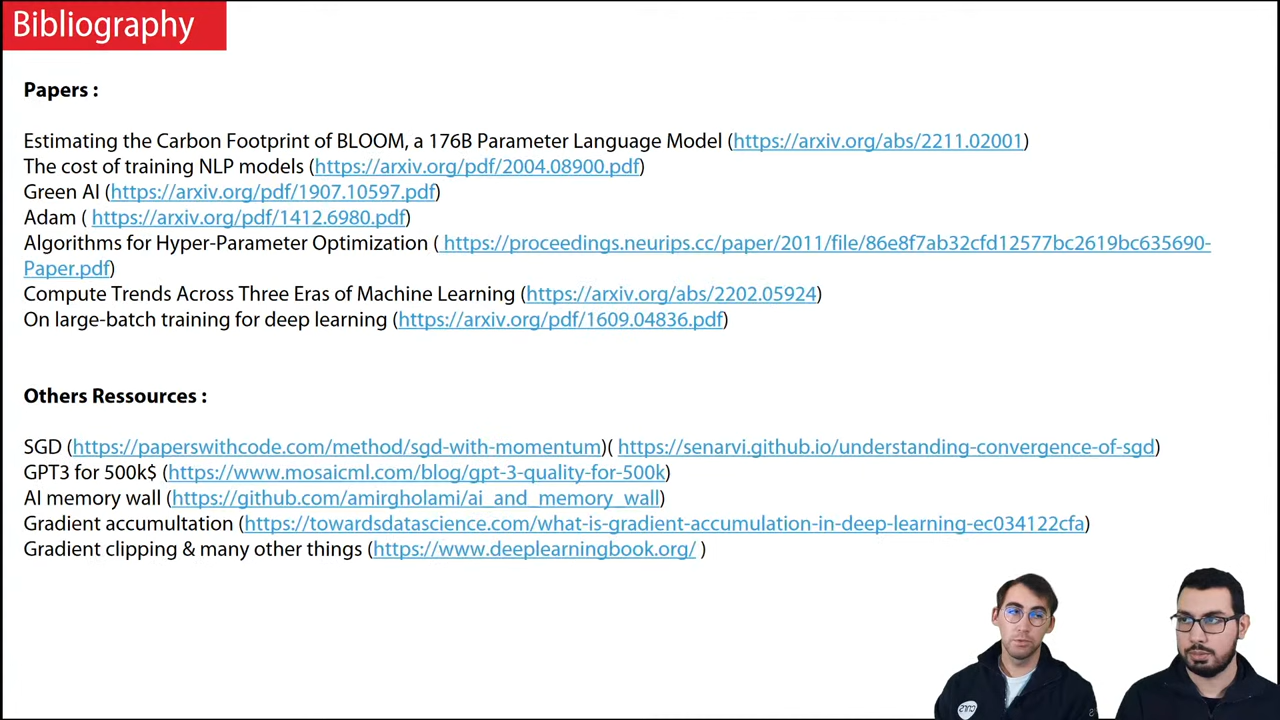 Bibliography
Papers :
Estimating the Carbon Footprint of BLOOM, a 176B Parameter Language Model (https://arxiv.org/abs/2211.02001)
The cost of training NLP models (https://arxiv.org/pdf/2004.08900.pdf)
Green AI (https://arxiv.org/pdf/1907.10597.pdf)
Adam ( https://arxiv.org/pdf/1412.6980.pdf)
Algorithms for Hyper-Parameter Optimization ( https://proceedings.neurips.cc/paper/2011/file/86e8f7ab32cfd12577bc2619bc635690-
Paper.pdf)
Compute Trends Across Three Eras of Machine Learning (https://arxiv.org/abs/2202.05924)
On large-batch training for deep learning (https://arxiv.org/pdf/1609.04836.pdf)
Others Ressources :
SGD (https://paperswithcode.com/method/sgd-with-momentum)( https://senarvi.github.io/understanding-convergence-of-sgd)
GPT3 for 500k$ (https://www.mosaicml.com/blog/gpt-3-quality-for-500k)
AI memory wall (https://github.com/amirgholami/ai_and_memory_wall)
Gradient accumultation (https://towardsdatascience.com/what-is-gradient-accumulation-in-deep-learning-ec034122cfa)
Gradient clipping & many other things (https://www.deeplearningbook.org/ )